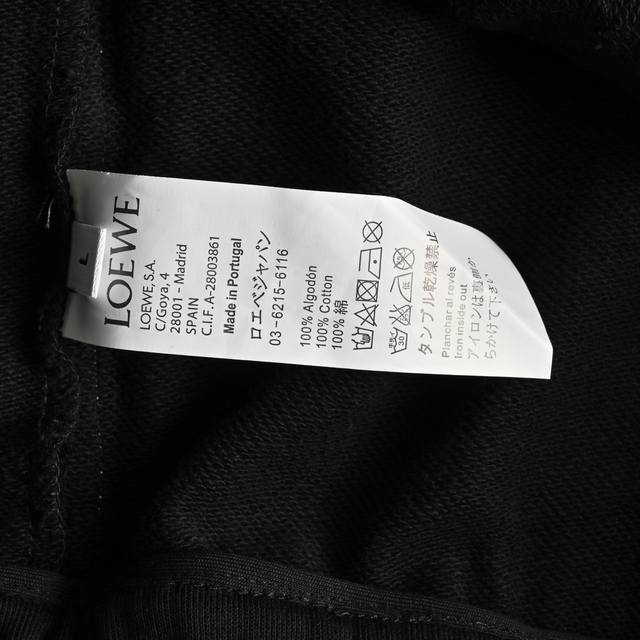 L
LOEWE
LOEWE, S.A.
C/Goya, 4
28001 - Madrid
SPAIN
C.I.F. A-28003861
Made in Portugal
ロエベジャパン
03-6215-6116
100% Algodón
100% Cotton
100% 綿
30
タンブル乾燥禁止
Planchar al revés
Iron inside out
アイロンは裏側か
らかけて下さい